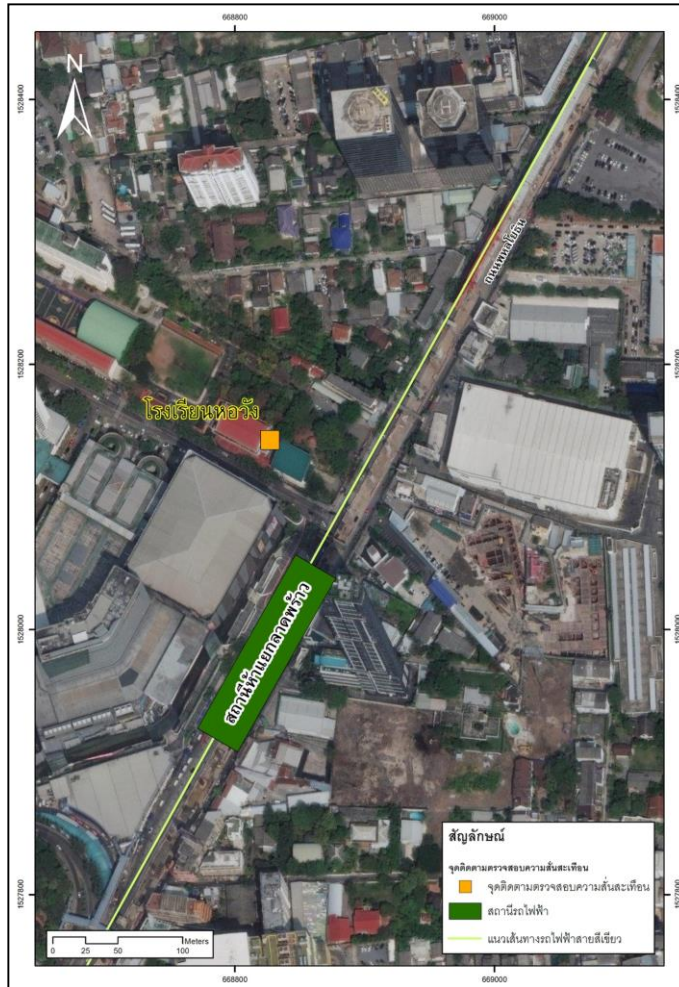 668800
669000
N
1528400
1528400
ถนนพหลโยธิน
H
1528200
1528200
โรงเรียนหอวัง
1528000
1528000
สถานีห้าแยกลาดพร้าว
สัญลักษณ์
จุดติดตามตรวจสอบความสั่นสะเทือน
จุดติดตามตรวจสอบความสั่นสะเทือน
สถานีรถไฟฟ้า
แนวเส้นทางรถไฟฟ้าสายสีเขียว
1527800
1527800
Meters
0 25 50 100
668800
669000